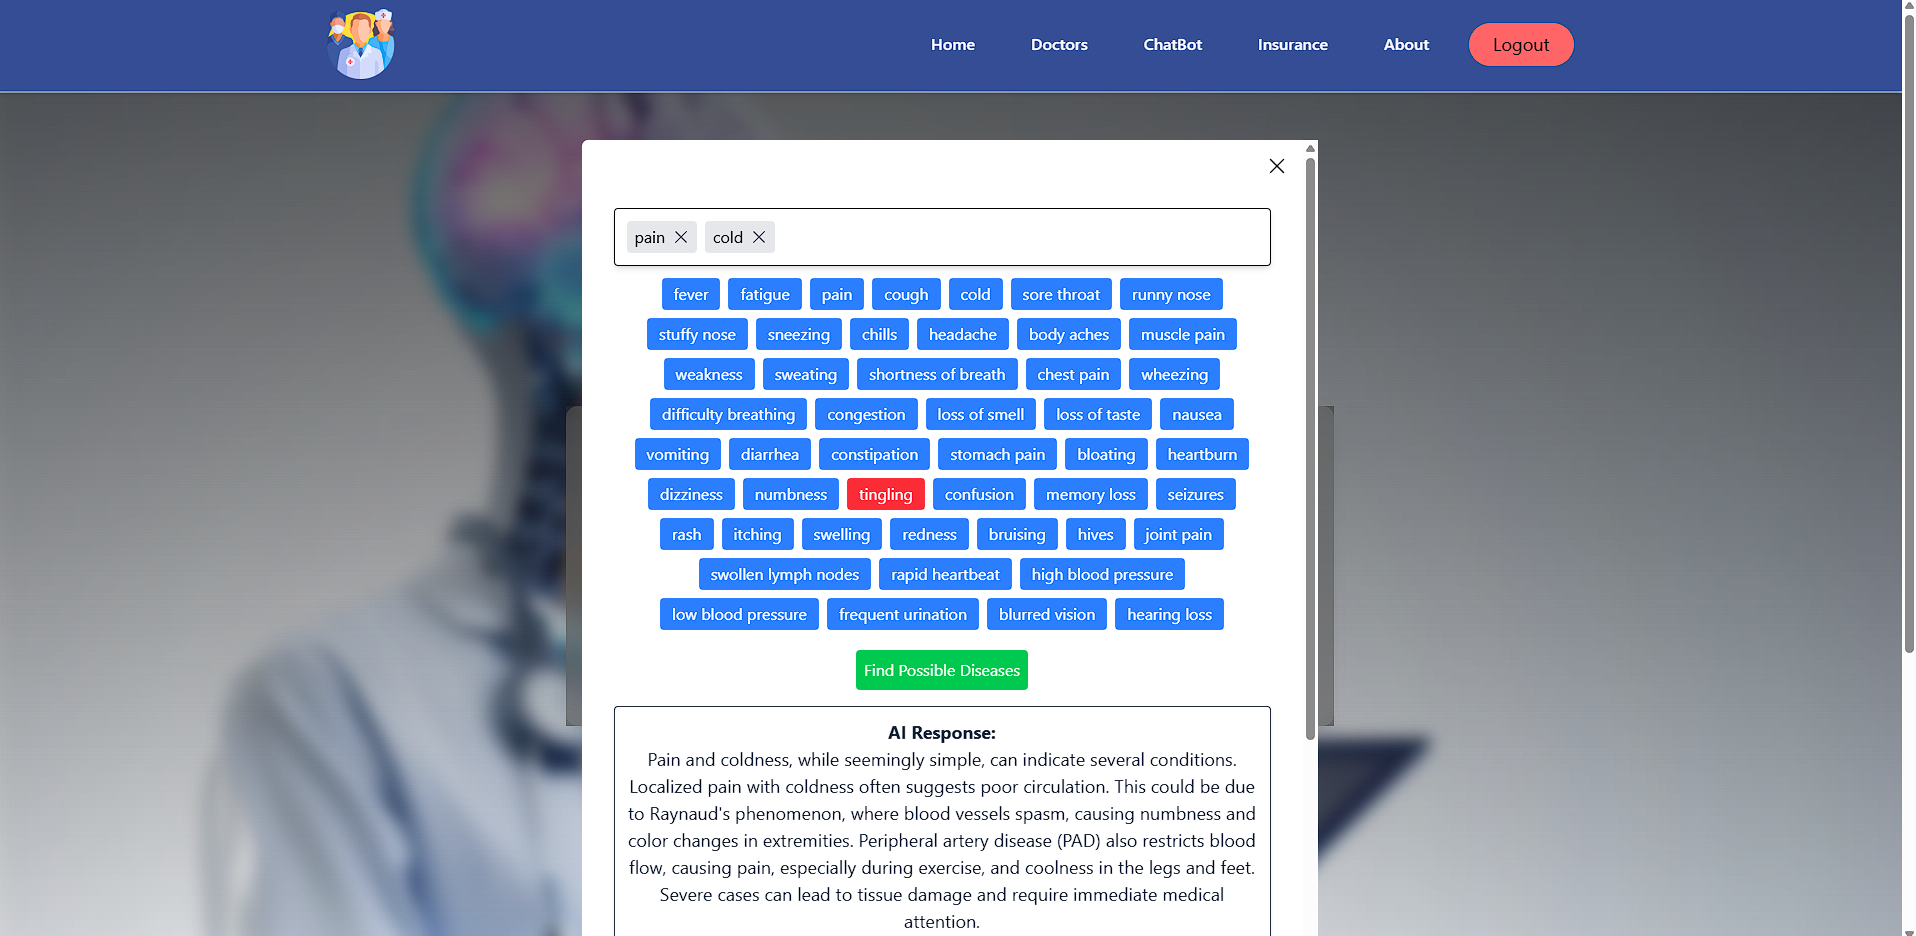 Home Doctors ChatBot Insurance About Logout
pain cold
fever fatigue pain cough cold sore throat runny nose
stuffy nose sneezing chills headache body aches muscle pain
weakness sweating shortness of breath chest pain wheezing
difficulty breathing congestion loss of smell loss of taste nausea
vomiting diarrhea constipation stomach pain bloating heartburn
dizziness numbness tingling confusion memory loss seizures
rash itching swelling redness bruising hives joint pain
swollen lymph nodes rapid heartbeat high blood pressure
low blood pressure frequent urination blurred vision hearing loss
Find Possible Diseases
AI Response:
Pain and coldness, while seemingly simple, can indicate several conditions.
Localized pain with coldness often suggests poor circulation. This could be due
to Raynaud's phenomenon, where blood vessels spasm, causing numbness and
color changes in extremities. Peripheral artery disease (PAD) also restricts blood
flow, causing pain, especially during exercise, and coolness in the legs and feet.
Severe cases can lead to tissue damage and require immediate medical
attention.